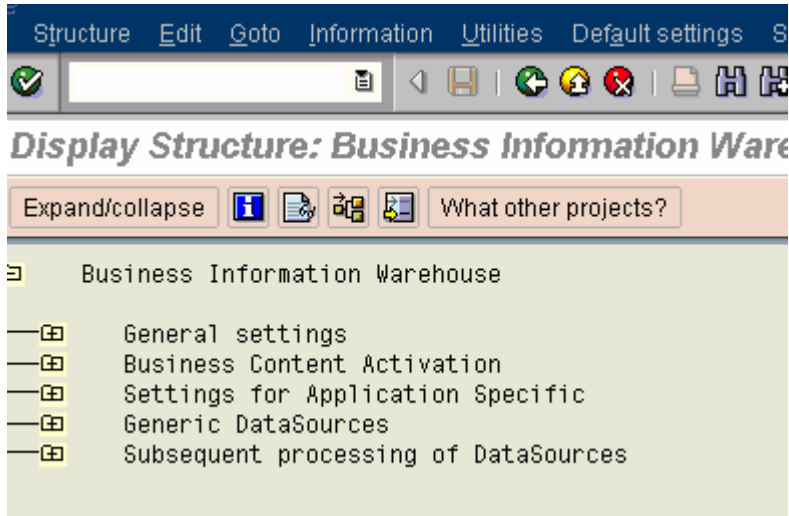 Structure Edit Goto Information Utilities Default settings S
Display Structure: Business Information Ware
Expand/collapse What other projects?
Business Information Warehouse
General settings
Business Content Activation
Settings for Application Specific
Generic DataSources
Subsequent processing of DataSources